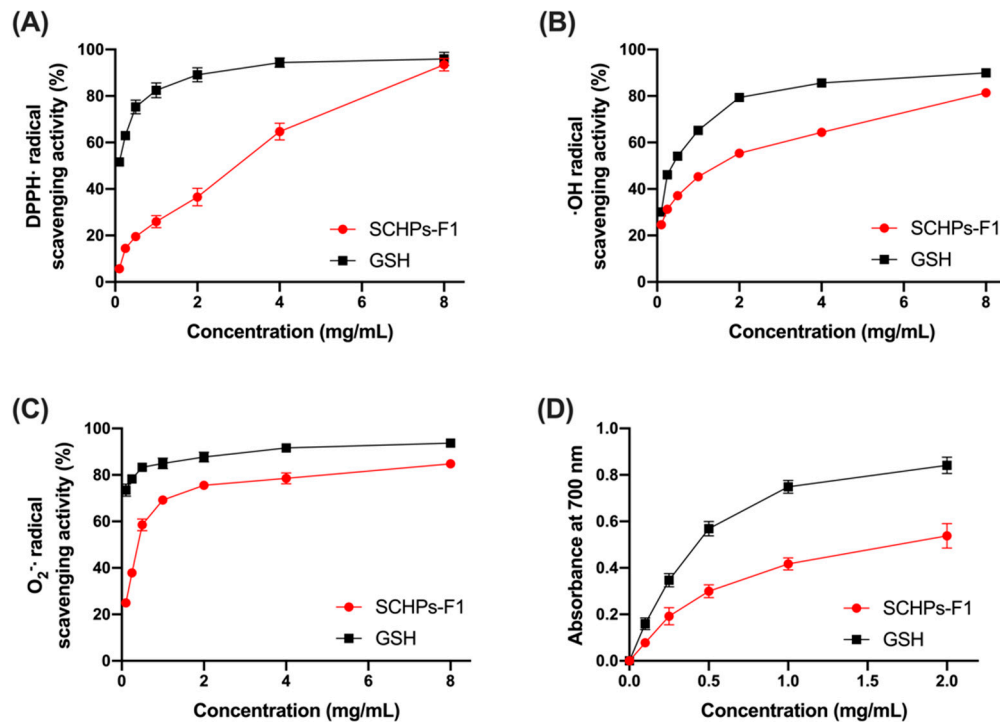 (A)
DPPH· radical
scavenging activity (%)
100
80
60
40
20
0
0
2
4
6
8
Concentration (mg/mL)
SCHPs-F1
GSH
(B)
·OH radical
scavenging activity (%)
100
80
60
40
20
0
0
2
4
6
8
Concentration (mg/mL)
SCHPs-F1
GSH
(C)
O₂⁻· radical
scavenging activity (%)
100
80
60
40
20
0
0
2
4
6
8
Concentration (mg/mL)
SCHPs-F1
GSH
(D)
Absorbance at 700 nm
1.0
0.8
0.6
0.4
0.2
0.0
0.0
0.5
1.0
1.5
2.0
Concentration (mg/mL)
SCHPs-F1
GSH